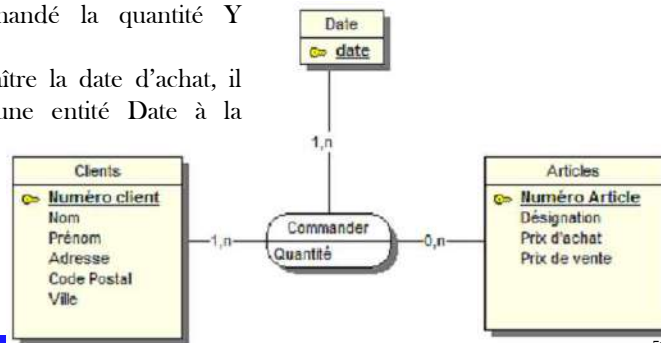 mandé la quantité Y
aître la date d'achat, il
une entité Date à la
Date
date
1,n
Clients
Numéro client
Nom
Prénom
Adresse
Code Postal
Ville
1,n
Commander
Quantité
0,n
Articles
Numéro Article
Désignation
Prix d'achat
Prix de vente